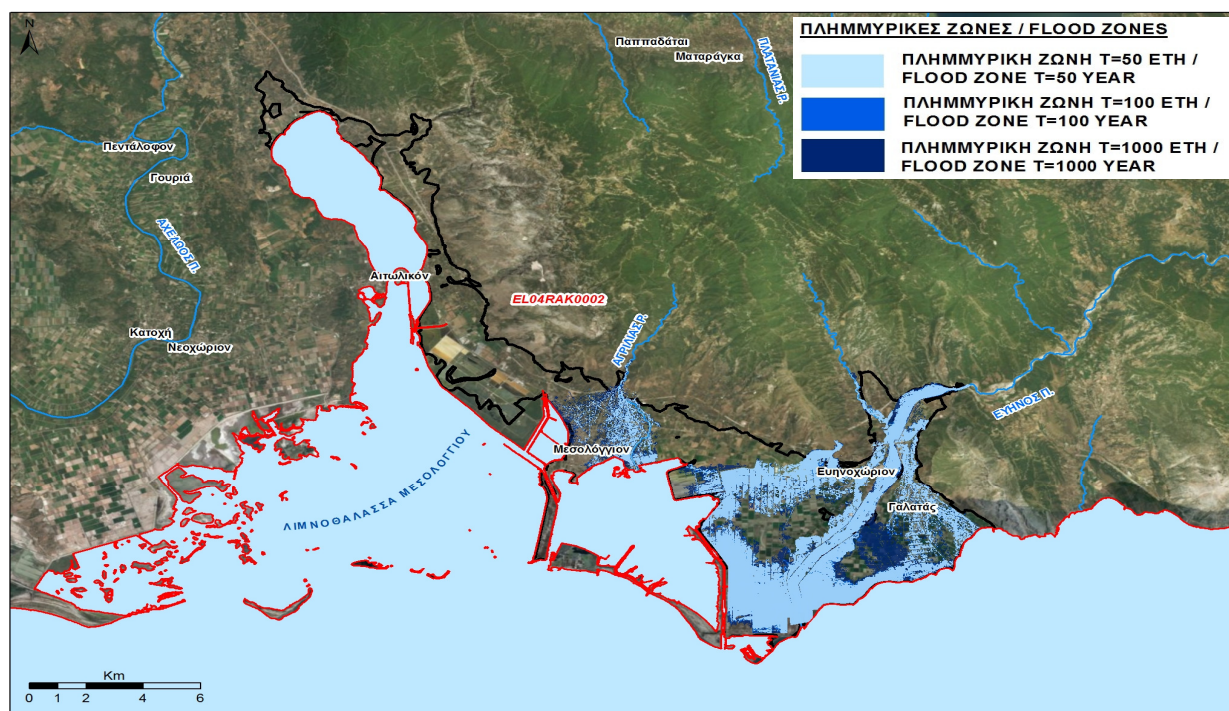 N
ΠΛΗΜΜΥΡΙΚΕΣ ΖΩΝΕΣ / FLOOD ZONES
ΠΛΗΜΜΥΡΙΚΗ ΖΩΝΗ T=50 ΕΤΗ /
FLOOD ZONE T=50 YEAR
ΠΛΗΜΜΥΡΙΚΗ ΖΩΝΗ T=100 ΕΤΗ /
FLOOD ZONE T=100 YEAR
ΠΛΗΜΜΥΡΙΚΗ ΖΩΝΗ T=1000 ΕΤΗ /
FLOOD ZONE T=1000 YEAR
Παππαδάται
Ματαράγκα
ΠΛΑΤΑΝΙΑΣ Ρ.
Πεντάλοφον
Γουριά
ΑΧΕΛΩΟΣ Π.
Αιτωλικόν
EL04RAK0002
Κατοχή
Νεοχώριον
ΑΓΡΙΛΙΑΣ Ρ.
ΕΥΗΝΟΣ Π.
Μεσολόγγιον
Ευηνοχώριον
Γαλατάς
ΛΙΜΝΟΘΑΛΑΣΣΑ ΜΕΣΟΛΟΓΓΙΟΥ
Km
0 1 2 4 6